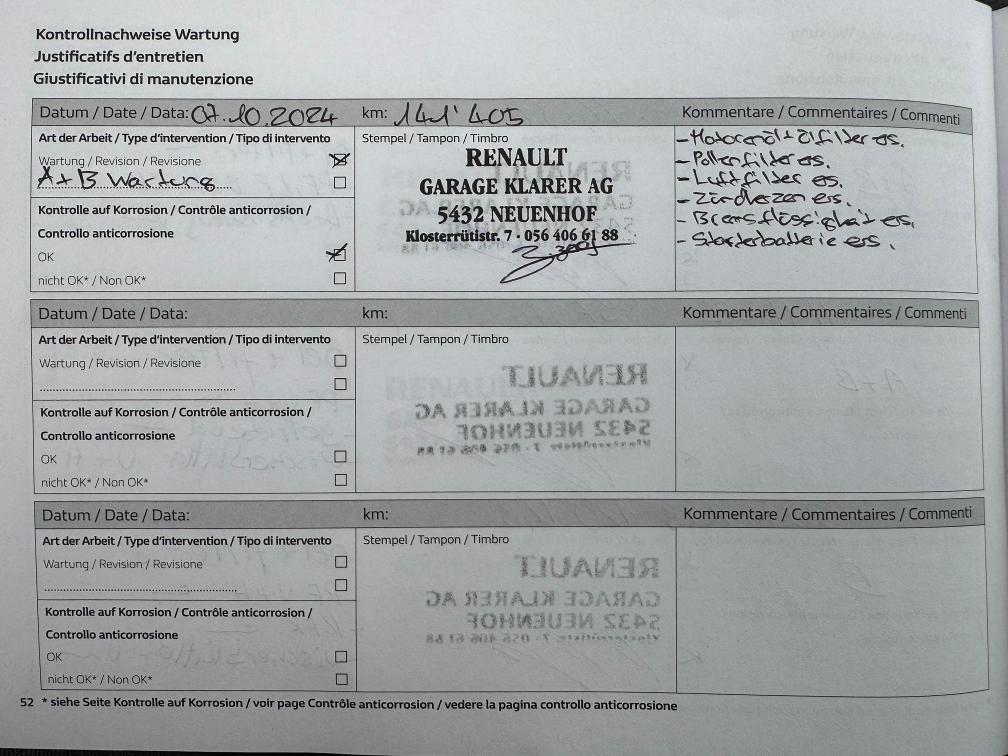 Kontrollnachweise Wartung
Justificatifs d'entretien
Giustificativi di manutenzione
Datum / Date / Data: 07.10.2024 km: 141'405 Kommentare / Commentaires / Commenti
Art der Arbeit / Type d'intervention / Tipo di intervento
Wartung / Revision / Revisione
A+B Wartung
Kontrolle auf Korrosion / Contrôle anticorrosion /
Controllo anticorrosione
OK
nicht OK* / Non OK*
Stempel / Tampon / Timbro
RENAULT
GARAGE KLARER AG
5432 NEUENHOF
Klosterrütistr. 7 · 056 406 61 88
- Motorenöl + Ölfilter ers.
- Pollenfilter ers.
- Luftfilter ers.
- Zündkerzen ers.
- Bremsflüssigkeit ers.
- Starterbatterie ers.
Datum / Date / Data: km: Kommentare / Commentaires / Commenti
Art der Arbeit / Type d'intervention / Tipo di intervento
Wartung / Revision / Revisione
Kontrolle auf Korrosion / Contrôle anticorrosion /
Controllo anticorrosione
OK
nicht OK* / Non OK*
Stempel / Tampon / Timbro
Datum / Date / Data: km: Kommentare / Commentaires / Commenti
Art der Arbeit / Type d'intervention / Tipo di intervento
Wartung / Revision / Revisione
Kontrolle auf Korrosion / Contrôle anticorrosion /
Controllo anticorrosione
OK
nicht OK* / Non OK*
Stempel / Tampon / Timbro
52 * siehe Seite Kontrolle auf Korrosion / voir page Contrôle anticorrosion / vedere la pagina controllo anticorrosione